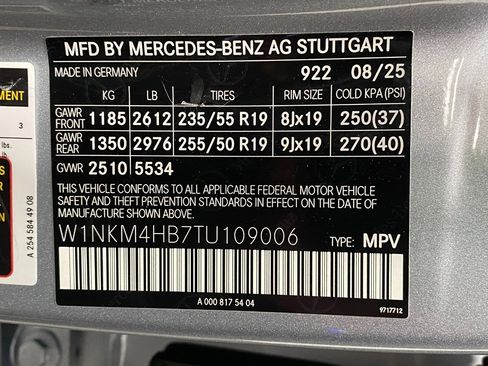 MFD BY MERCEDES-BENZ AG STUTTGART
MADE IN GERMANY 922 08/25
KG LB TIRES RIM SIZE COLD KPA (PSI)
GAWR FRONT 1185 2612 235/55 R19 8Jx19 250(37)
GAWR REAR 1350 2976 255/50 R19 9Jx19 270(40)
GVWR 2510 5534
THIS VEHICLE CONFORMS TO ALL APPLICABLE FEDERAL MOTOR VEHICLE
SAFETY AND THEFT PREVENTION STANDARDS IN EFFECT ON THE DATE OF
MANUFACTURE SHOWN ABOVE.
W1NKM4HB7TU109006 TYPE: MPV
A 000 817 54 04
9717712
MENT
3
lbs.
A 254 584 49 08